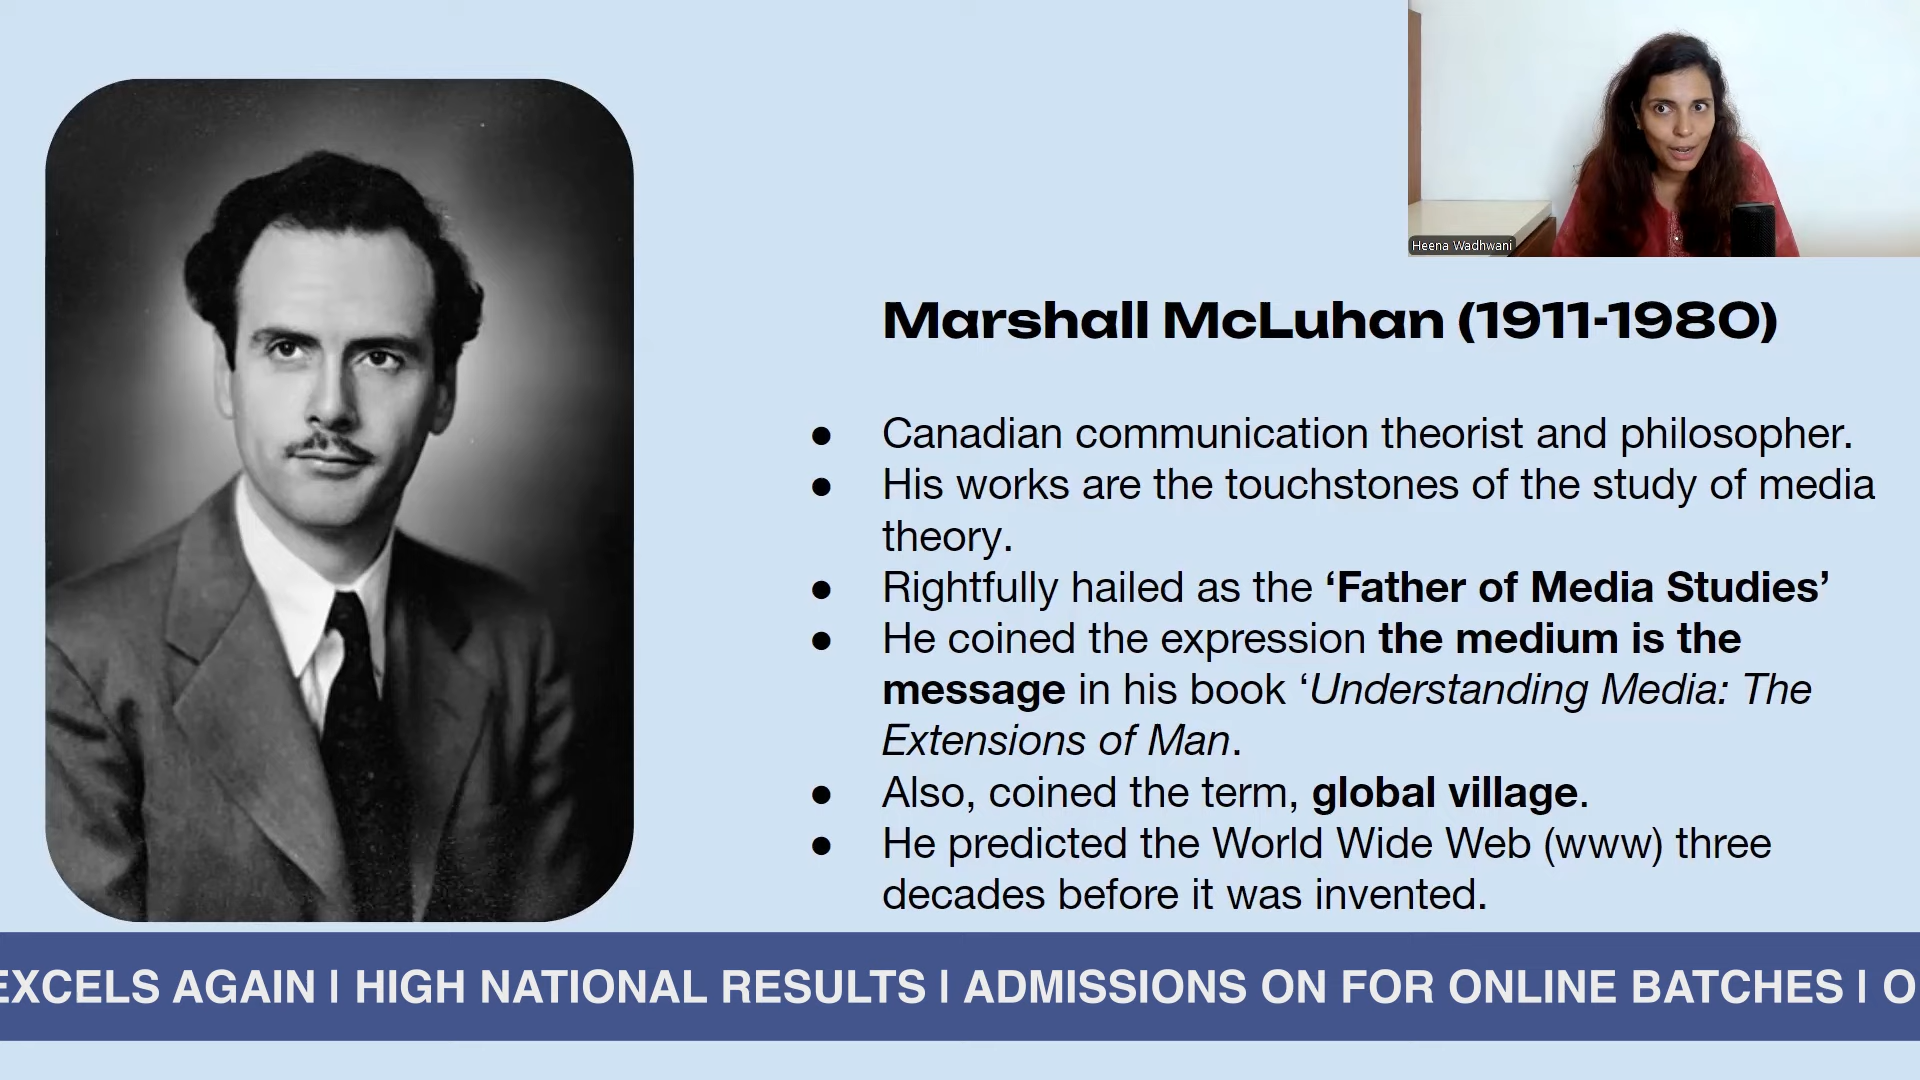 Heena Wadhwani
Marshall McLuhan (1911-1980)
● Canadian communication theorist and philosopher.
● His works are the touchstones of the study of media
theory.
● Rightfully hailed as the ‘Father of Media Studies’
● He coined the expression the medium is the
message in his book ‘Understanding Media: The
Extensions of Man.
● Also, coined the term, global village.
● He predicted the World Wide Web (www) three
decades before it was invented.
EXCELS AGAIN | HIGH NATIONAL RESULTS | ADMISSIONS ON FOR ONLINE BATCHES | O